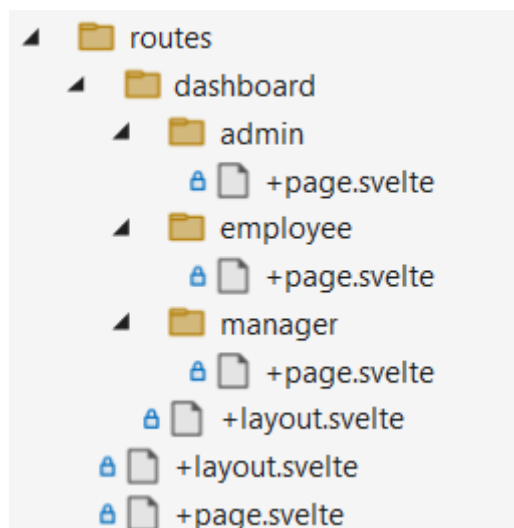 routes
dashboard
admin
+page.svelte
employee
+page.svelte
manager
+page.svelte
+layout.svelte
+layout.svelte
+page.svelte